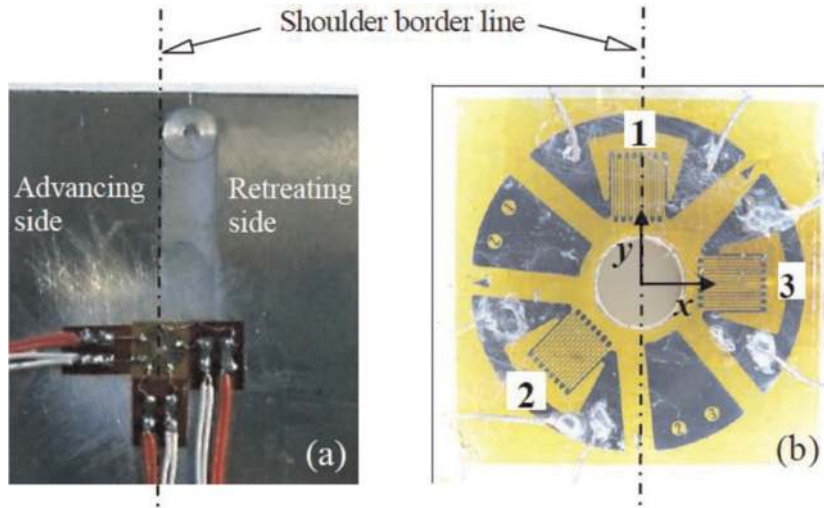 Shoulder border line
Advancing
side
Retreating
side
(a)
1
y
x
3
2
(b)